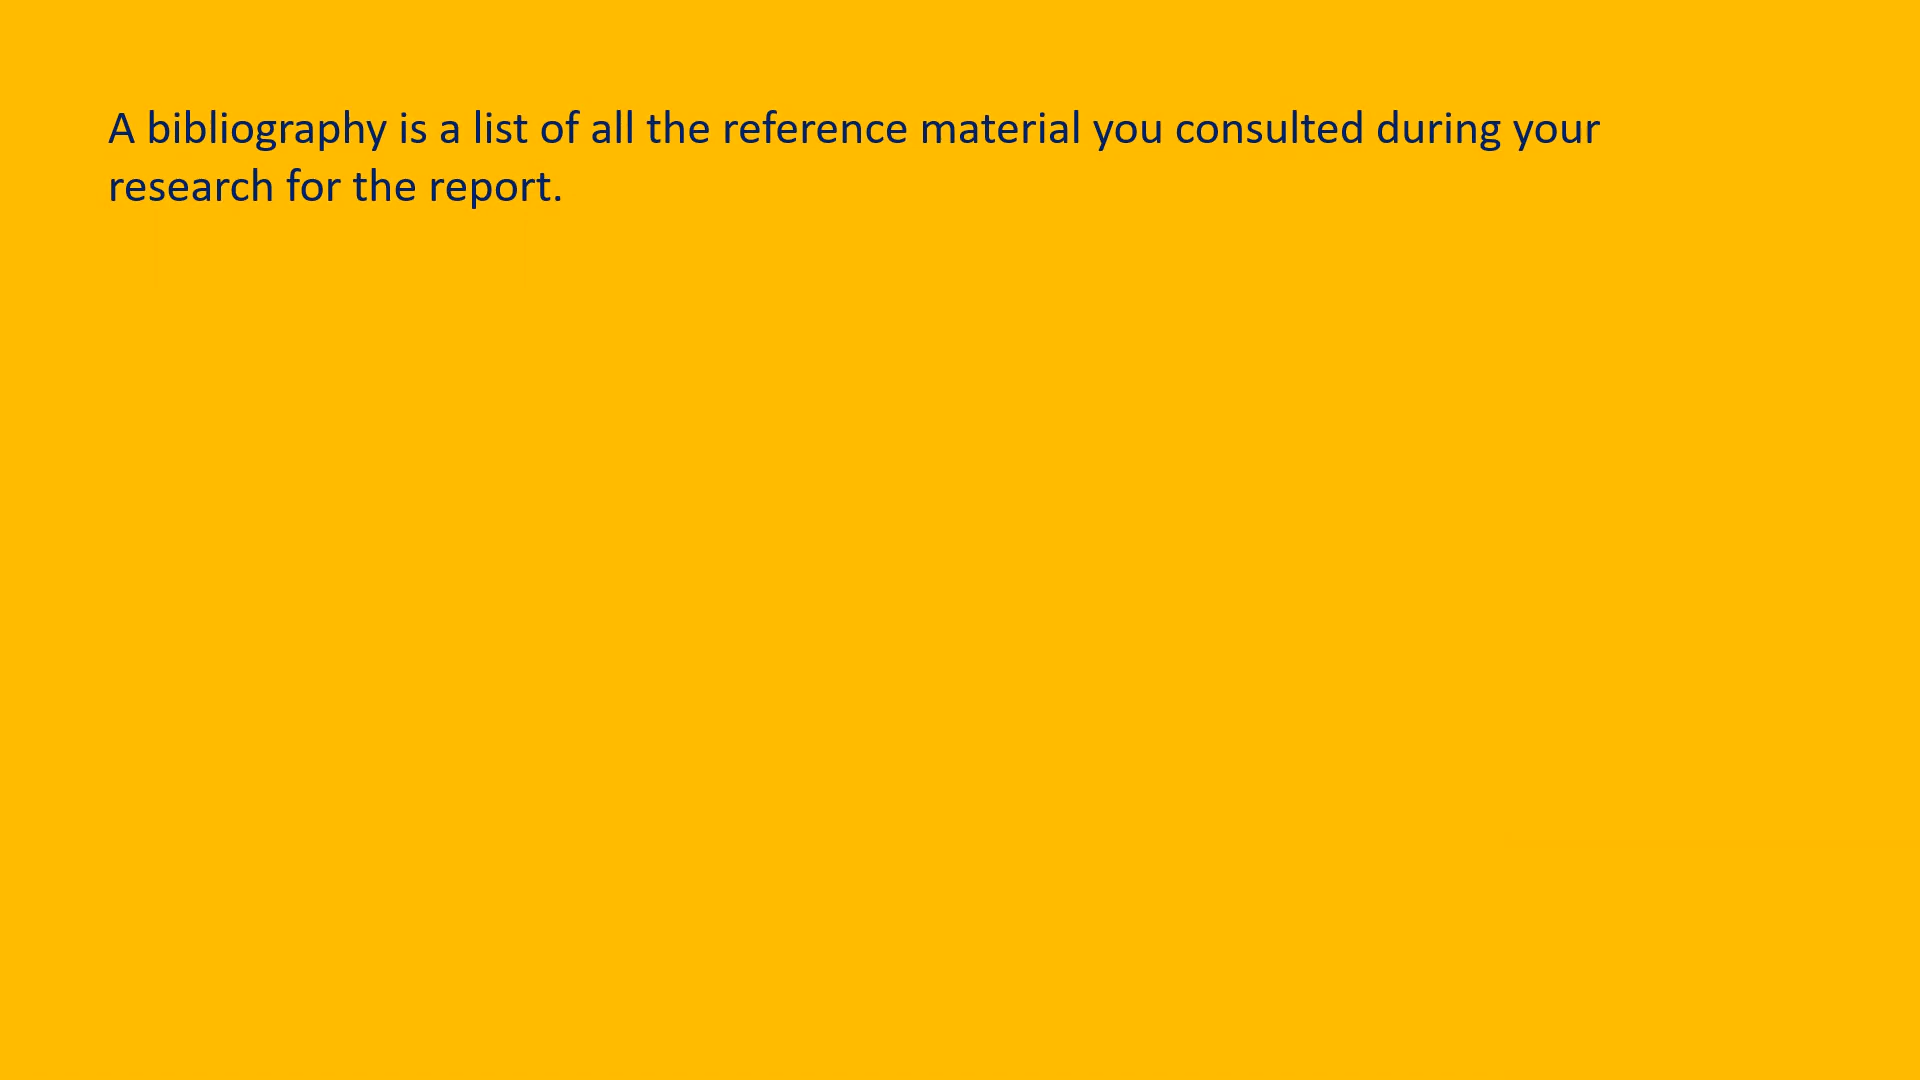 A bibliography is a list of all the reference material you consulted during your
research for the report.